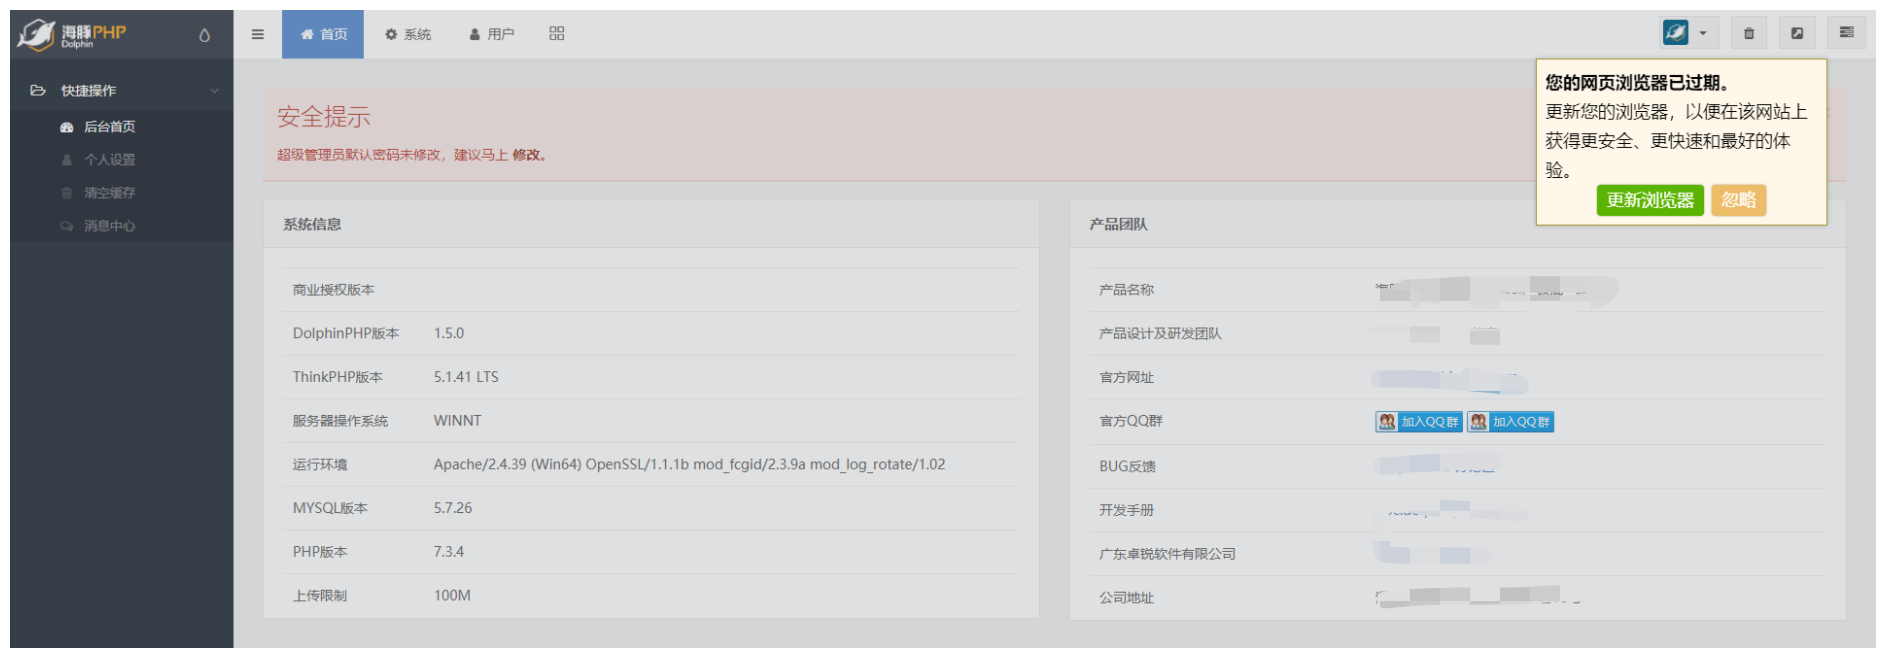 海豚PHP
Dolphin
首页
系统
用户
快捷操作
后台首页
个人设置
清空缓存
消息中心
安全提示
超级管理员默认密码未修改，建议马上 修改。
您的网页浏览器已过期。
更新您的浏览器，以便在该网站上
获得更安全、更快速和最好的体
验。
更新浏览器 忽略
系统信息
商业授权版本
DolphinPHP版本 1.5.0
ThinkPHP版本 5.1.41 LTS
服务器操作系统 WINNT
运行环境 Apache/2.4.39 (Win64) OpenSSL/1.1.1b mod_fcgid/2.3.9a mod_log_rotate/1.02
MYSQL版本 5.7.26
PHP版本 7.3.4
上传限制 100M
产品团队
产品名称
产品设计及研发团队
官方网址
官方QQ群 加入QQ群 加入QQ群
BUG反馈
开发手册
广东卓锐软件有限公司
公司地址